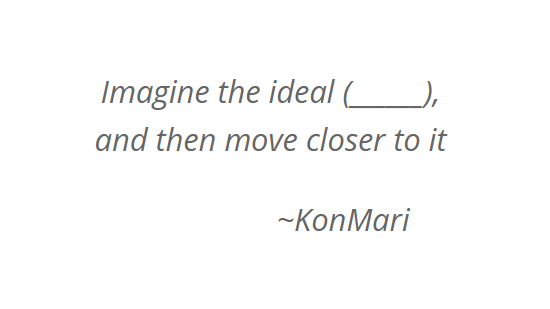 Imagine the ideal (_____),
and then move closer to it
~KonMari